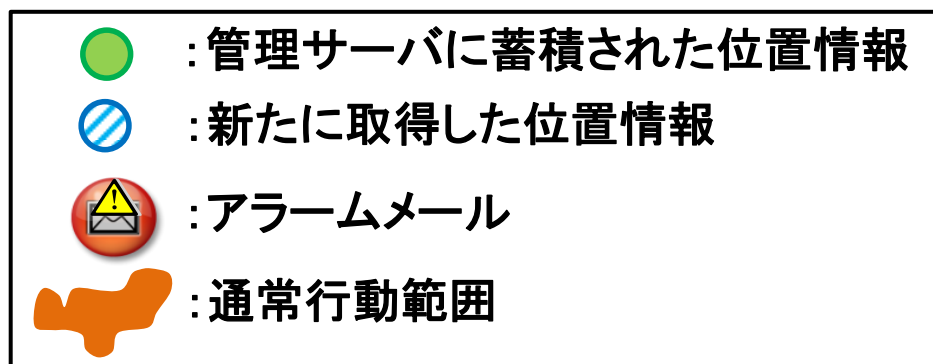 ：管理サーバに蓄積された位置情報
：新たに取得した位置情報
！
：アラームメール
：通常行動範囲